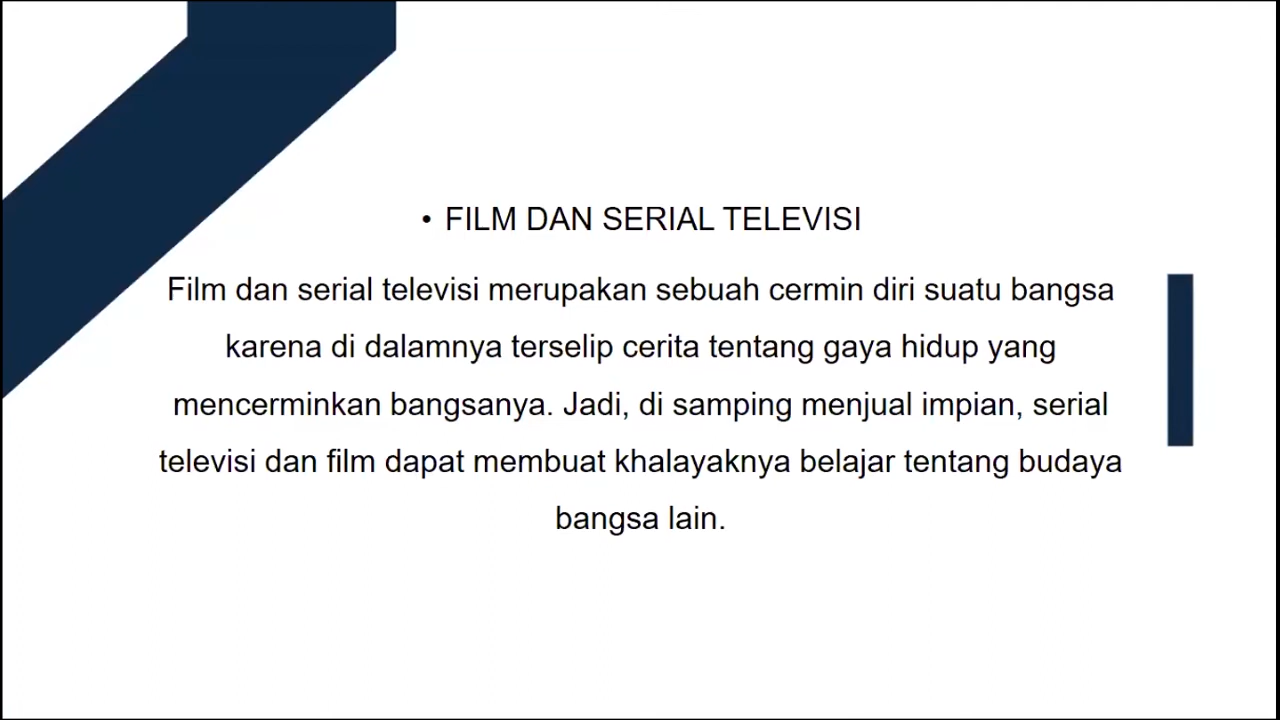 • FILM DAN SERIAL TELEVISI
Film dan serial televisi merupakan sebuah cermin diri suatu bangsa
karena di dalamnya terselip cerita tentang gaya hidup yang
mencerminkan bangsanya. Jadi, di samping menjual impian, serial
televisi dan film dapat membuat khalayaknya belajar tentang budaya
bangsa lain.